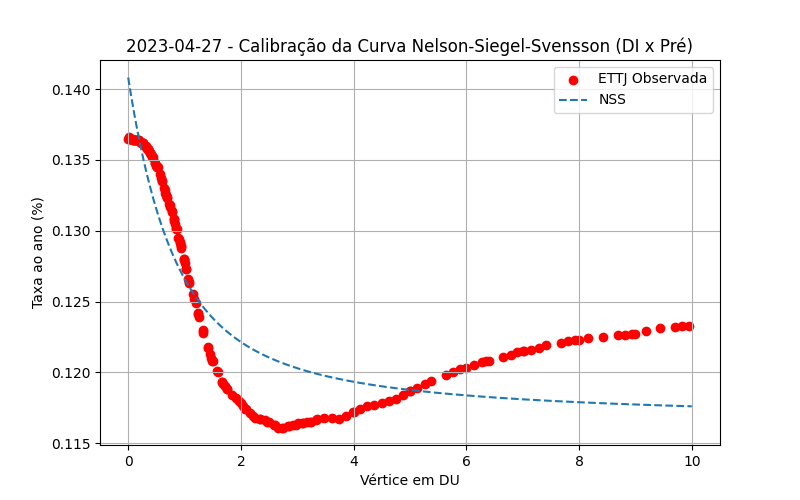 2023-04-27 - Calibração da Curva Nelson-Siegel-Svensson (DI x Pré)
ETTJ Observada
NSS
Taxa ao ano (%)
0.140
0.135
0.130
0.125
0.120
0.115
0 2 4 6 8 10
Vértice em DU